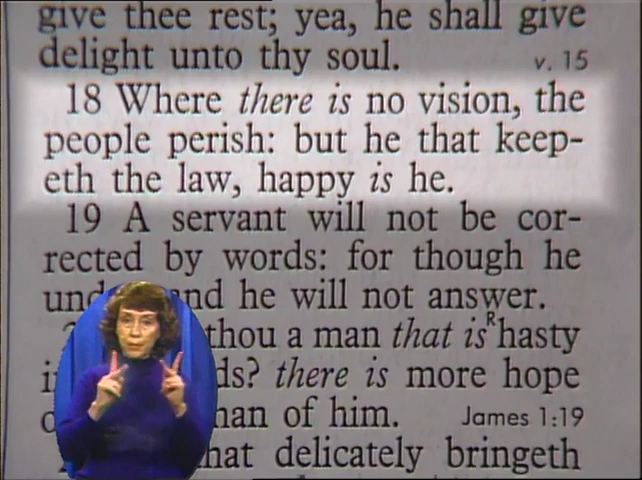 give thee rest; yea, he shall give
delight unto thy soul. v. 15
18 Where there is no vision, the
people perish: but he that keep-
eth the law, happy is he.
19 A servant will not be cor-
rected by words: for though he
und nd he will not answer.
thou a man that is R hasty
i ds? there is more hope
o man of him. James 1:19
hat delicately bringeth